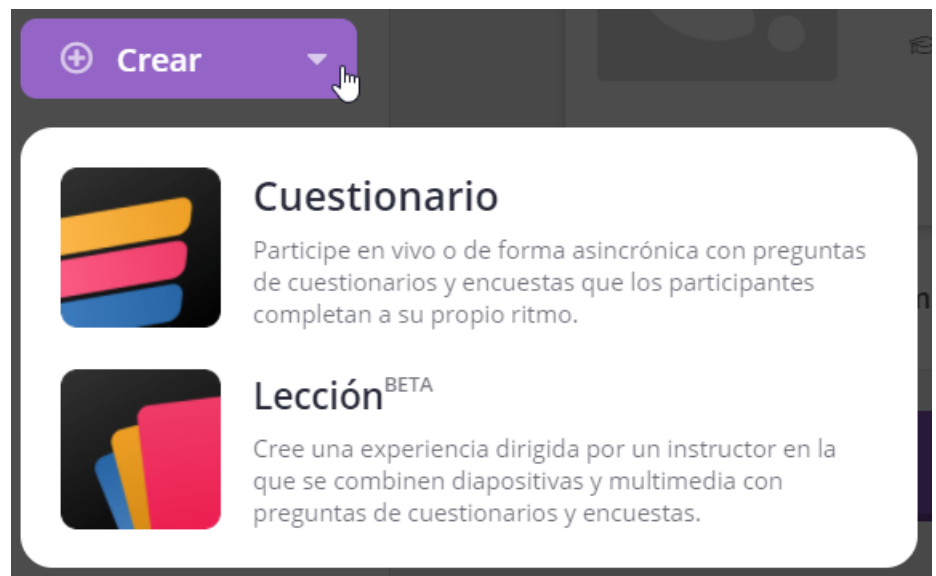 Crear
Cuestionario
Participe en vivo o de forma asincrónica con preguntas
de cuestionarios y encuestas que los participantes
completan a su propio ritmo.
Lección BETA
Cree una experiencia dirigida por un instructor en la
que se combinen diapositivas y multimedia con
preguntas de cuestionarios y encuestas.